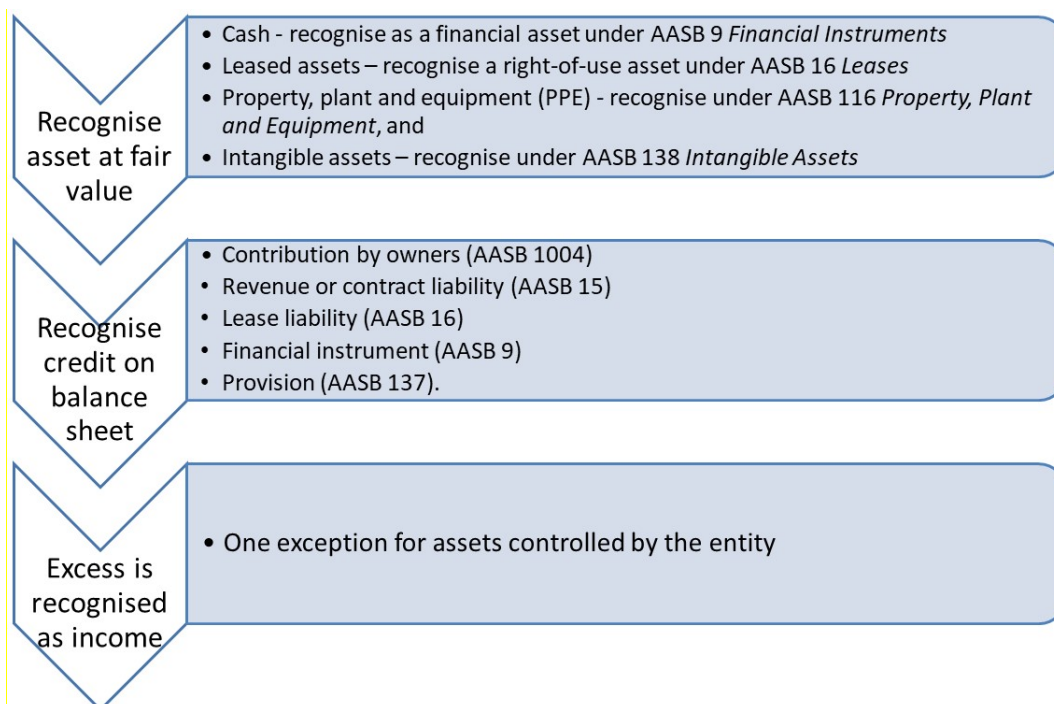 Recognise
asset at fair
value
• Cash - recognise as a financial asset under AASB 9 Financial Instruments
• Leased assets – recognise a right-of-use asset under AASB 16 Leases
• Property, plant and equipment (PPE) - recognise under AASB 116 Property, Plant
and Equipment, and
• Intangible assets – recognise under AASB 138 Intangible Assets
Recognise
credit on
balance
sheet
• Contribution by owners (AASB 1004)
• Revenue or contract liability (AASB 15)
• Lease liability (AASB 16)
• Financial instrument (AASB 9)
• Provision (AASB 137).
Excess is
recognised
as income
• One exception for assets controlled by the entity